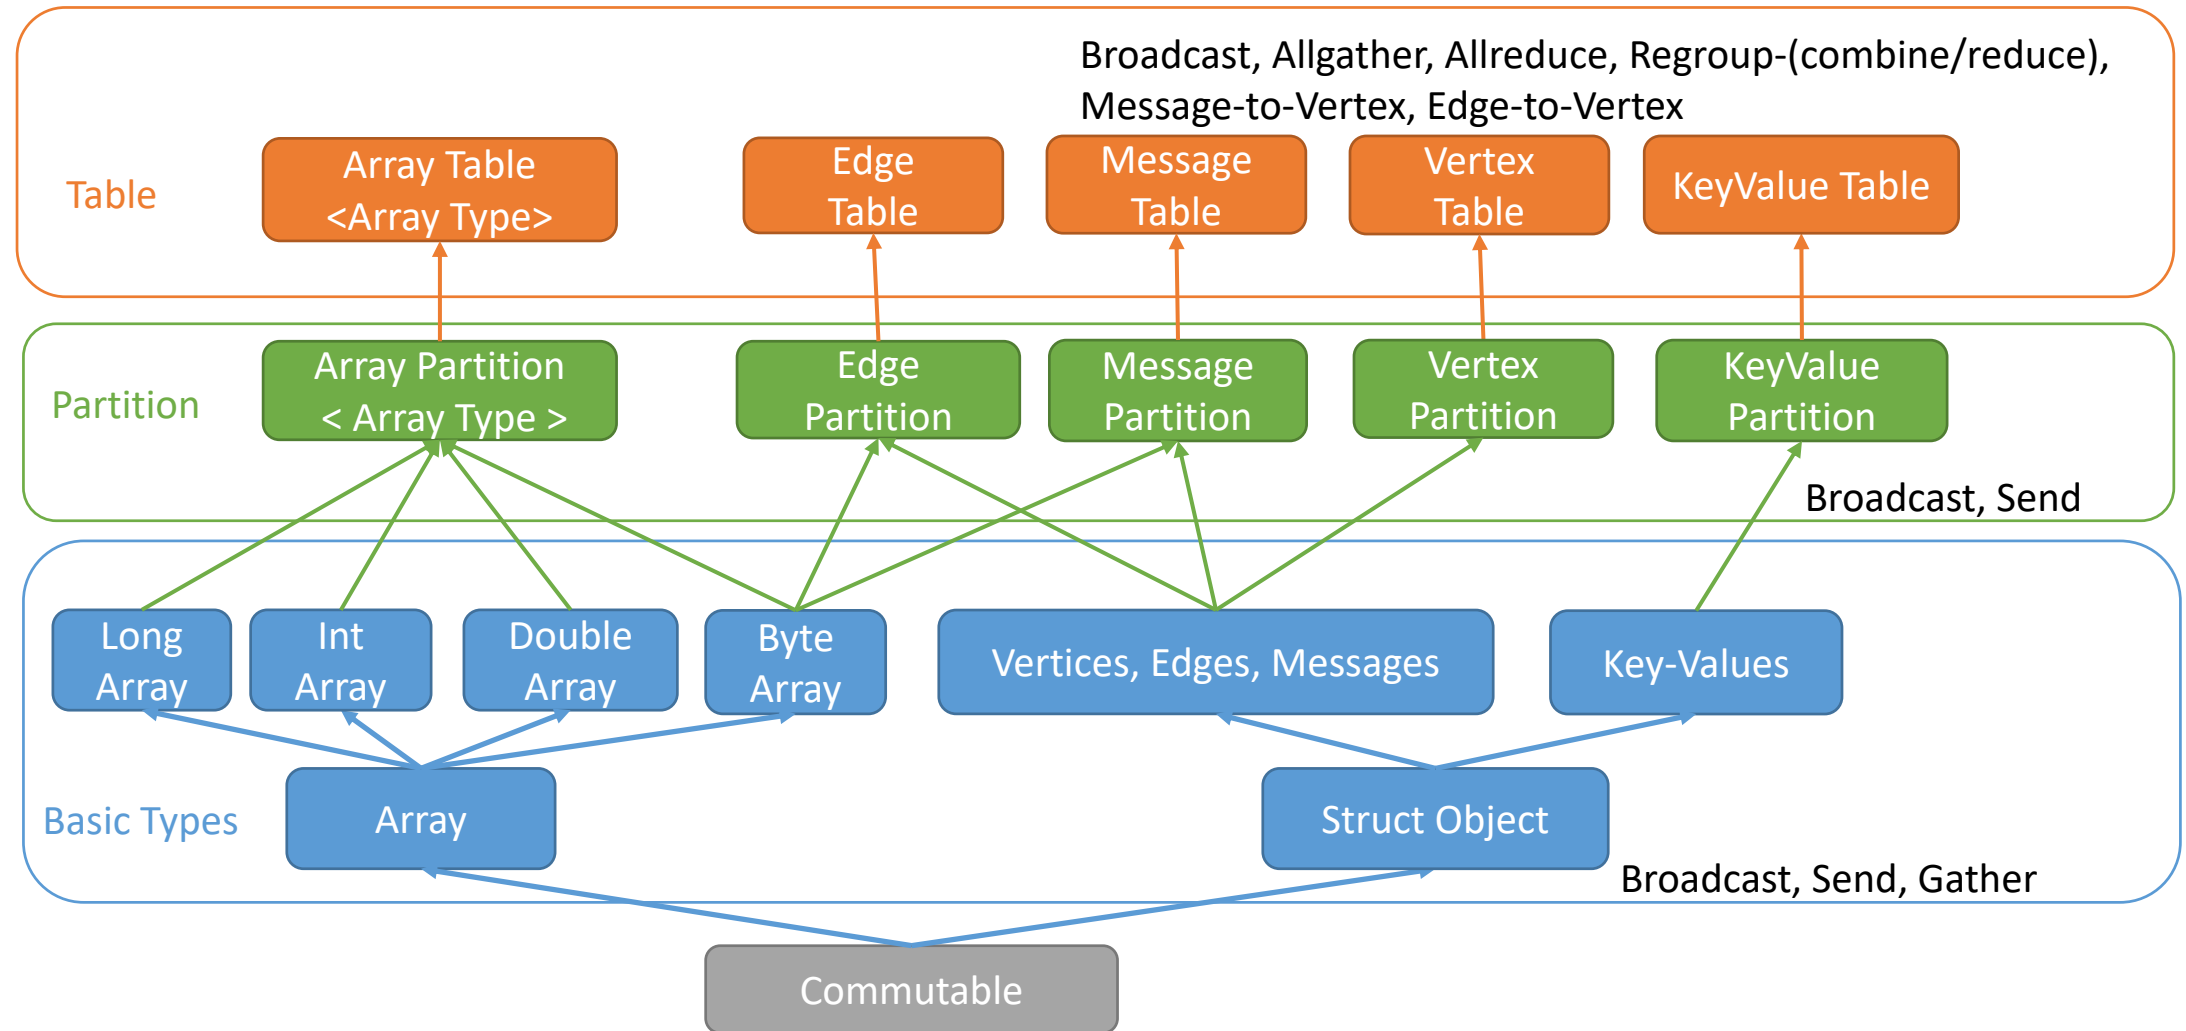 Broadcast, Allgather, Allreduce, Regroup-(combine/reduce),
Message-to-Vertex, Edge-to-Vertex
Table
Array Table
<Array Type>
Edge
Table
Message
Table
Vertex
Table
KeyValue Table
Partition
Array Partition
< Array Type >
Edge
Partition
Message
Partition
Vertex
Partition
KeyValue
Partition
Broadcast, Send
Long
Array
Int
Array
Double
Array
Byte
Array
Vertices, Edges, Messages
Key-Values
Basic Types
Array
Struct Object
Broadcast, Send, Gather
Commutable